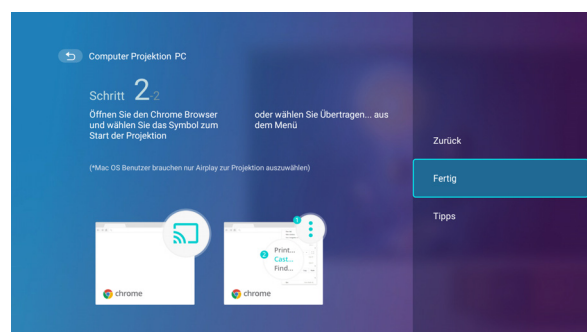 Computer Projektion PC
Schritt 2-2
Öffnen Sie den Chrome Browser
und wählen Sie das Symbol zum
Start der Projektion
oder wählen Sie Übertragen... aus
dem Menü
(*Mac OS Benutzer brauchen nur Airplay zur Projektion auszuwählen)
Zurück
Fertig
Tipps
1
2
Print...
Cast...
Find...
chrome
chrome